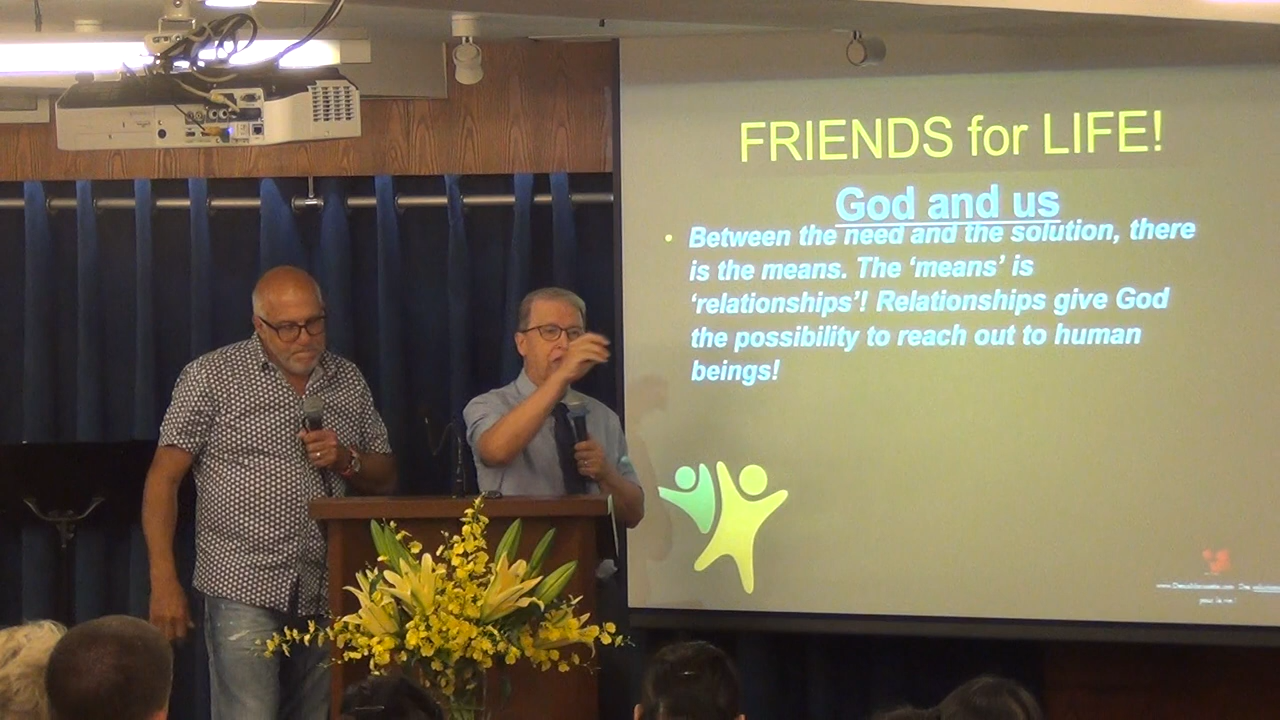 FRIENDS for LIFE!
God and us
• Between the need and the solution, there
is the means. The ‘means’ is
‘relationships’! Relationships give God
the possibility to reach out to human
beings!